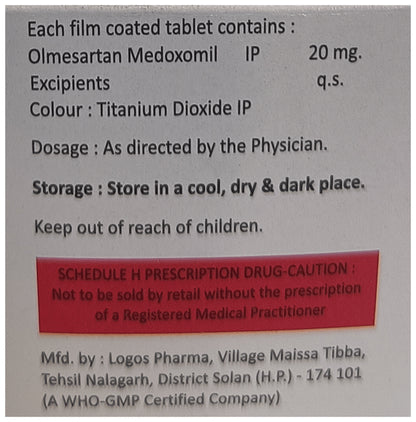 Each film coated tablet contains :
Olmesartan Medoxomil IP 20 mg.
Excipients q.s.
Colour : Titanium Dioxide IP
Dosage : As directed by the Physician.
Storage : Store in a cool, dry & dark place.
Keep out of reach of children.
SCHEDULE H PRESCRIPTION DRUG-CAUTION :
Not to be sold by retail without the prescription
of a Registered Medical Practitioner
Mfd. by : Logos Pharma, Village Maissa Tibba,
Tehsil Nalagarh, District Solan (H.P.) - 174 101
(A WHO-GMP Certified Company)